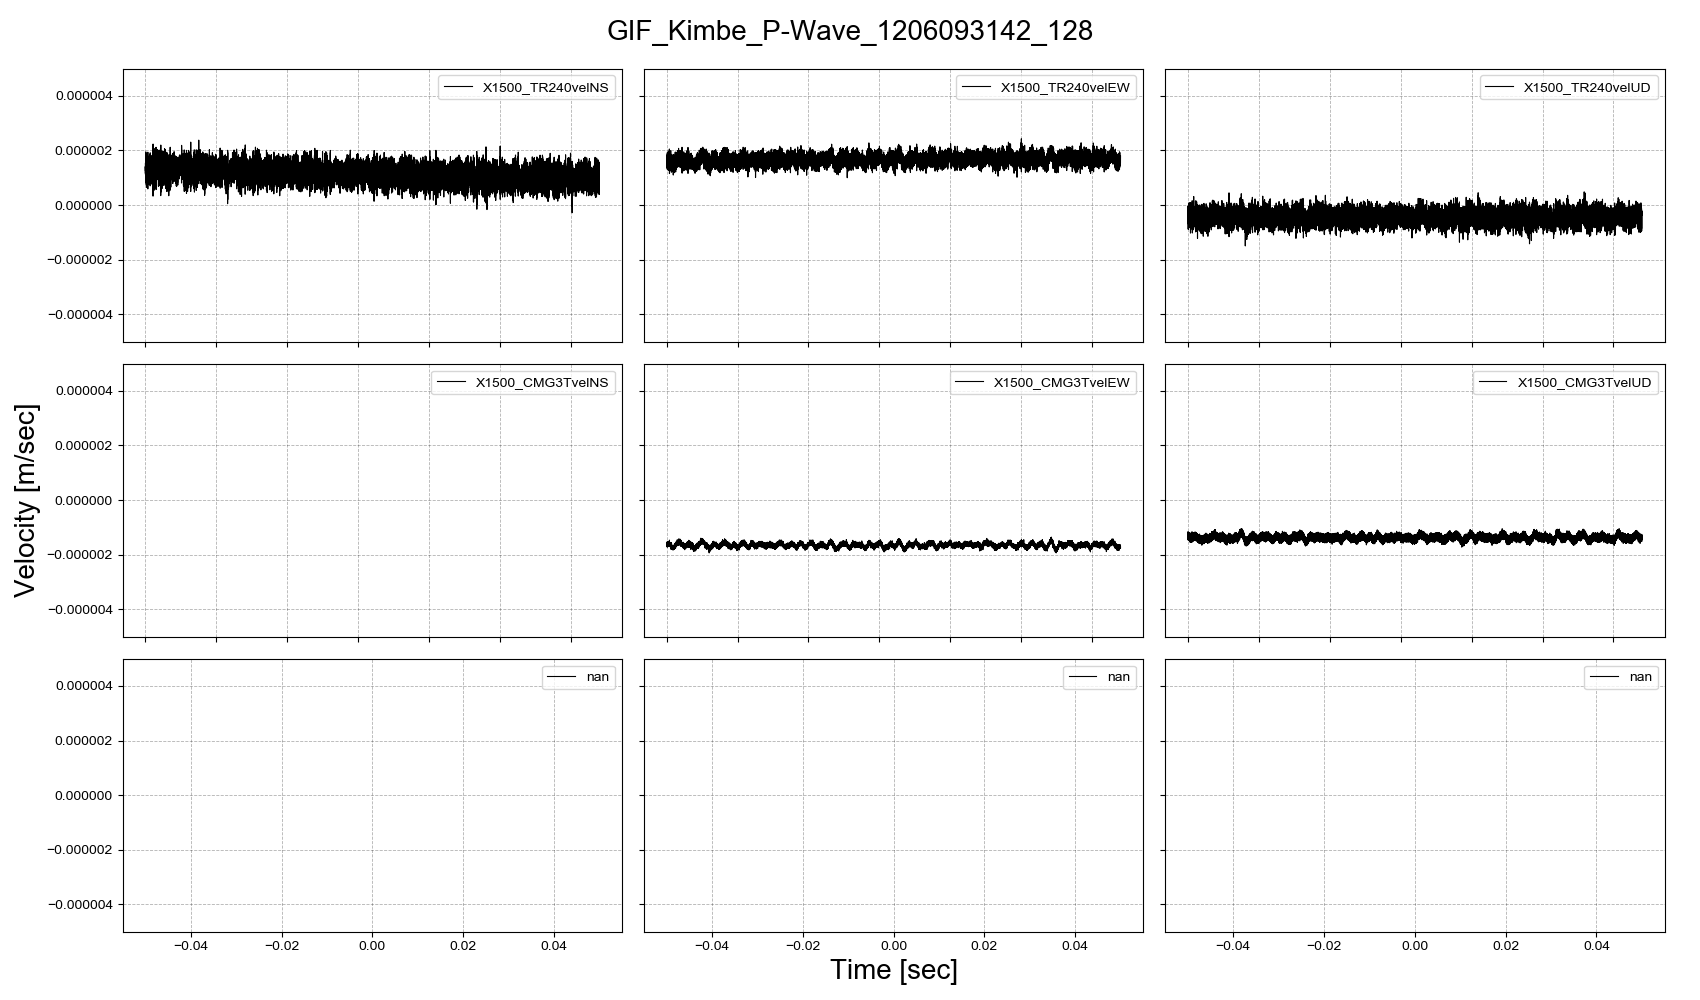 GIF_Kimbe_P-Wave_1206093142_128
X1500_TR240velNS
X1500_TR240velEW
X1500_TR240velUD
0.000004
0.000002
0.000000
−0.000002
−0.000004
X1500_CMG3TvelNS
X1500_CMG3TvelEW
X1500_CMG3TvelUD
0.000004
0.000002
0.000000
−0.000002
−0.000004
Velocity [m/sec]
nan
nan
nan
0.000004
0.000002
0.000000
−0.000002
−0.000004
−0.04 −0.02 0.00 0.02 0.04
−0.04 −0.02 0.00 0.02 0.04
−0.04 −0.02 0.00 0.02 0.04
Time [sec]